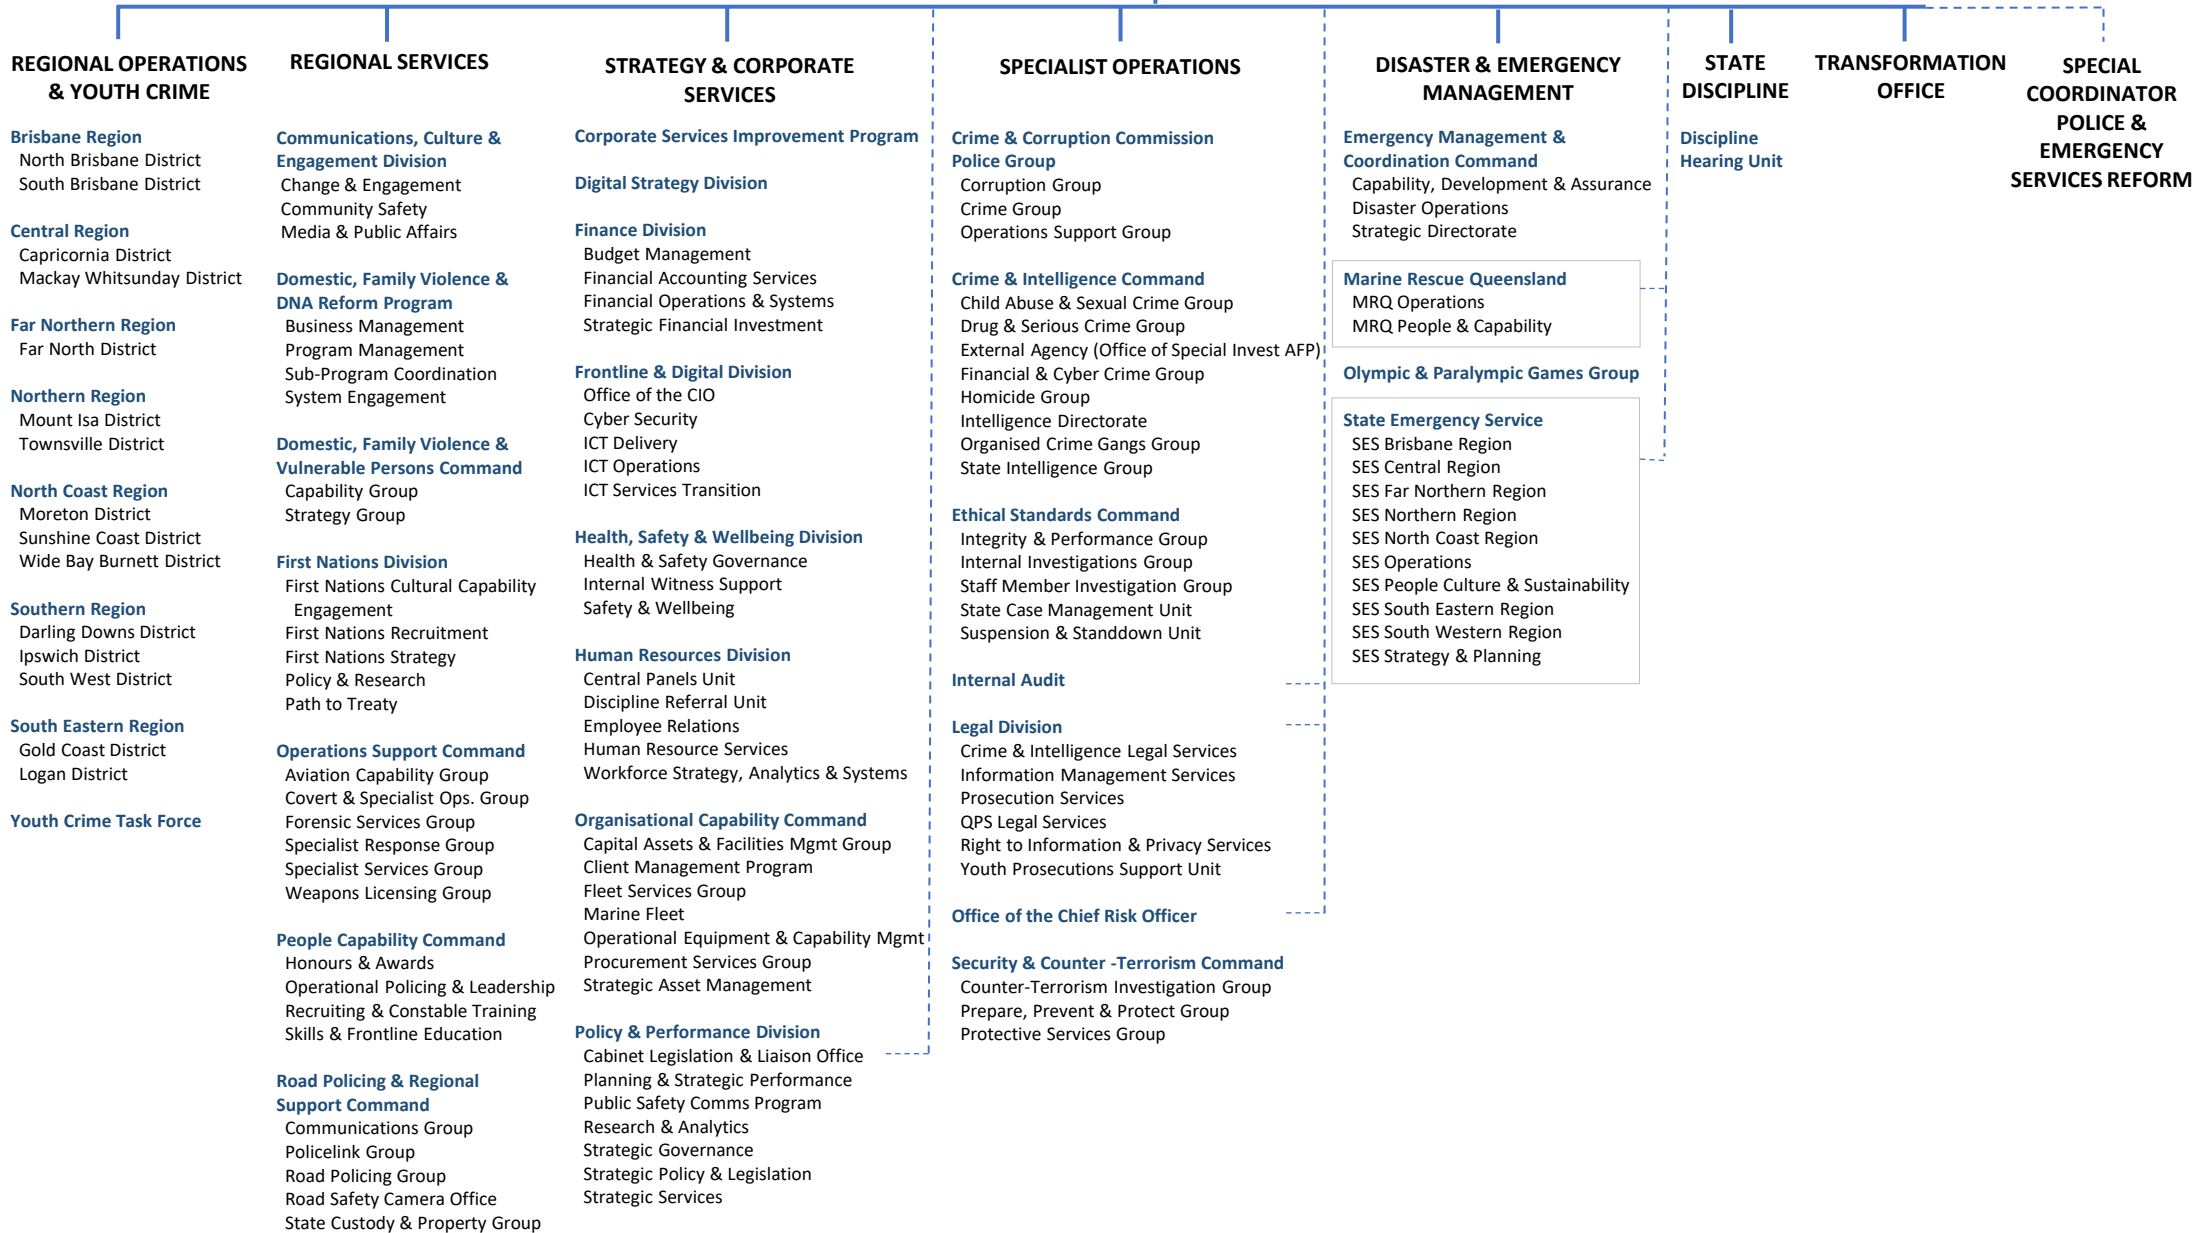 REGIONAL OPERATIONS
& YOUTH CRIME
Brisbane Region
North Brisbane District
South Brisbane District
Central Region
Capricornia District
Mackay Whitsunday District
Far Northern Region
Far North District
Northern Region
Mount Isa District
Townsville District
North Coast Region
Moreton District
Sunshine Coast District
Wide Bay Burnett District
Southern Region
Darling Downs District
Ipswich District
South West District
South Eastern Region
Gold Coast District
Logan District
Youth Crime Task Force
REGIONAL SERVICES
Communications, Culture &
Engagement Division
Change & Engagement
Community Safety
Media & Public Affairs
Domestic, Family Violence &
DNA Reform Program
Business Management
Program Management
Sub-Program Coordination
System Engagement
Domestic, Family Violence &
Vulnerable Persons Command
Capability Group
Strategy Group
First Nations Division
First Nations Cultural Capability
Engagement
First Nations Recruitment
First Nations Strategy
Policy & Research
Path to Treaty
Operations Support Command
Aviation Capability Group
Covert & Specialist Ops. Group
Forensic Services Group
Specialist Response Group
Specialist Services Group
Weapons Licensing Group
People Capability Command
Honours & Awards
Operational Policing & Leadership
Recruiting & Constable Training
Skills & Frontline Education
Road Policing & Regional
Support Command
Communications Group
Policelink Group
Road Policing Group
Road Safety Camera Office
State Custody & Property Group
STRATEGY & CORPORATE
SERVICES
Corporate Services Improvement Program
Digital Strategy Division
Finance Division
Budget Management
Financial Accounting Services
Financial Operations & Systems
Strategic Financial Investment
Frontline & Digital Division
Office of the CIO
Cyber Security
ICT Delivery
ICT Operations
ICT Services Transition
Health, Safety & Wellbeing Division
Health & Safety Governance
Internal Witness Support
Safety & Wellbeing
Human Resources Division
Central Panels Unit
Discipline Referral Unit
Employee Relations
Human Resource Services
Workforce Strategy, Analytics & Systems
Organisational Capability Command
Capital Assets & Facilities Mgmt Group
Client Management Program
Fleet Services Group
Marine Fleet
Operational Equipment & Capability Mgmt
Procurement Services Group
Strategic Asset Management
Policy & Performance Division
Cabinet Legislation & Liaison Office
Planning & Strategic Performance
Public Safety Comms Program
Research & Analytics
Strategic Governance
Strategic Policy & Legislation
Strategic Services
SPECIALIST OPERATIONS
Crime & Corruption Commission
Police Group
Corruption Group
Crime Group
Operations Support Group
Crime & Intelligence Command
Child Abuse & Sexual Crime Group
Drug & Serious Crime Group
External Agency (Office of Special Invest AFP)
Financial & Cyber Crime Group
Homicide Group
Intelligence Directorate
Organised Crime Gangs Group
State Intelligence Group
Ethical Standards Command
Integrity & Performance Group
Internal Investigations Group
Staff Member Investigation Group
State Case Management Unit
Suspension & Standdown Unit
Internal Audit
Legal Division
Crime & Intelligence Legal Services
Information Management Services
Prosecution Services
QPS Legal Services
Right to Information & Privacy Services
Youth Prosecutions Support Unit
Office of the Chief Risk Officer
Security & Counter -Terrorism Command
Counter-Terrorism Investigation Group
Prepare, Prevent & Protect Group
Protective Services Group
DISASTER & EMERGENCY
MANAGEMENT
Emergency Management &
Coordination Command
Capability, Development & Assurance
Disaster Operations
Strategic Directorate
Marine Rescue Queensland
MRQ Operations
MRQ People & Capability
Olympic & Paralympic Games Group
State Emergency Service
SES Brisbane Region
SES Central Region
SES Far Northern Region
SES Northern Region
SES North Coast Region
SES Operations
SES People Culture & Sustainability
SES South Eastern Region
SES South Western Region
SES Strategy & Planning
STATE
DISCIPLINE
Discipline
Hearing Unit
TRANSFORMATION
OFFICE
SPECIAL
COORDINATOR
POLICE &
EMERGENCY
SERVICES REFORM